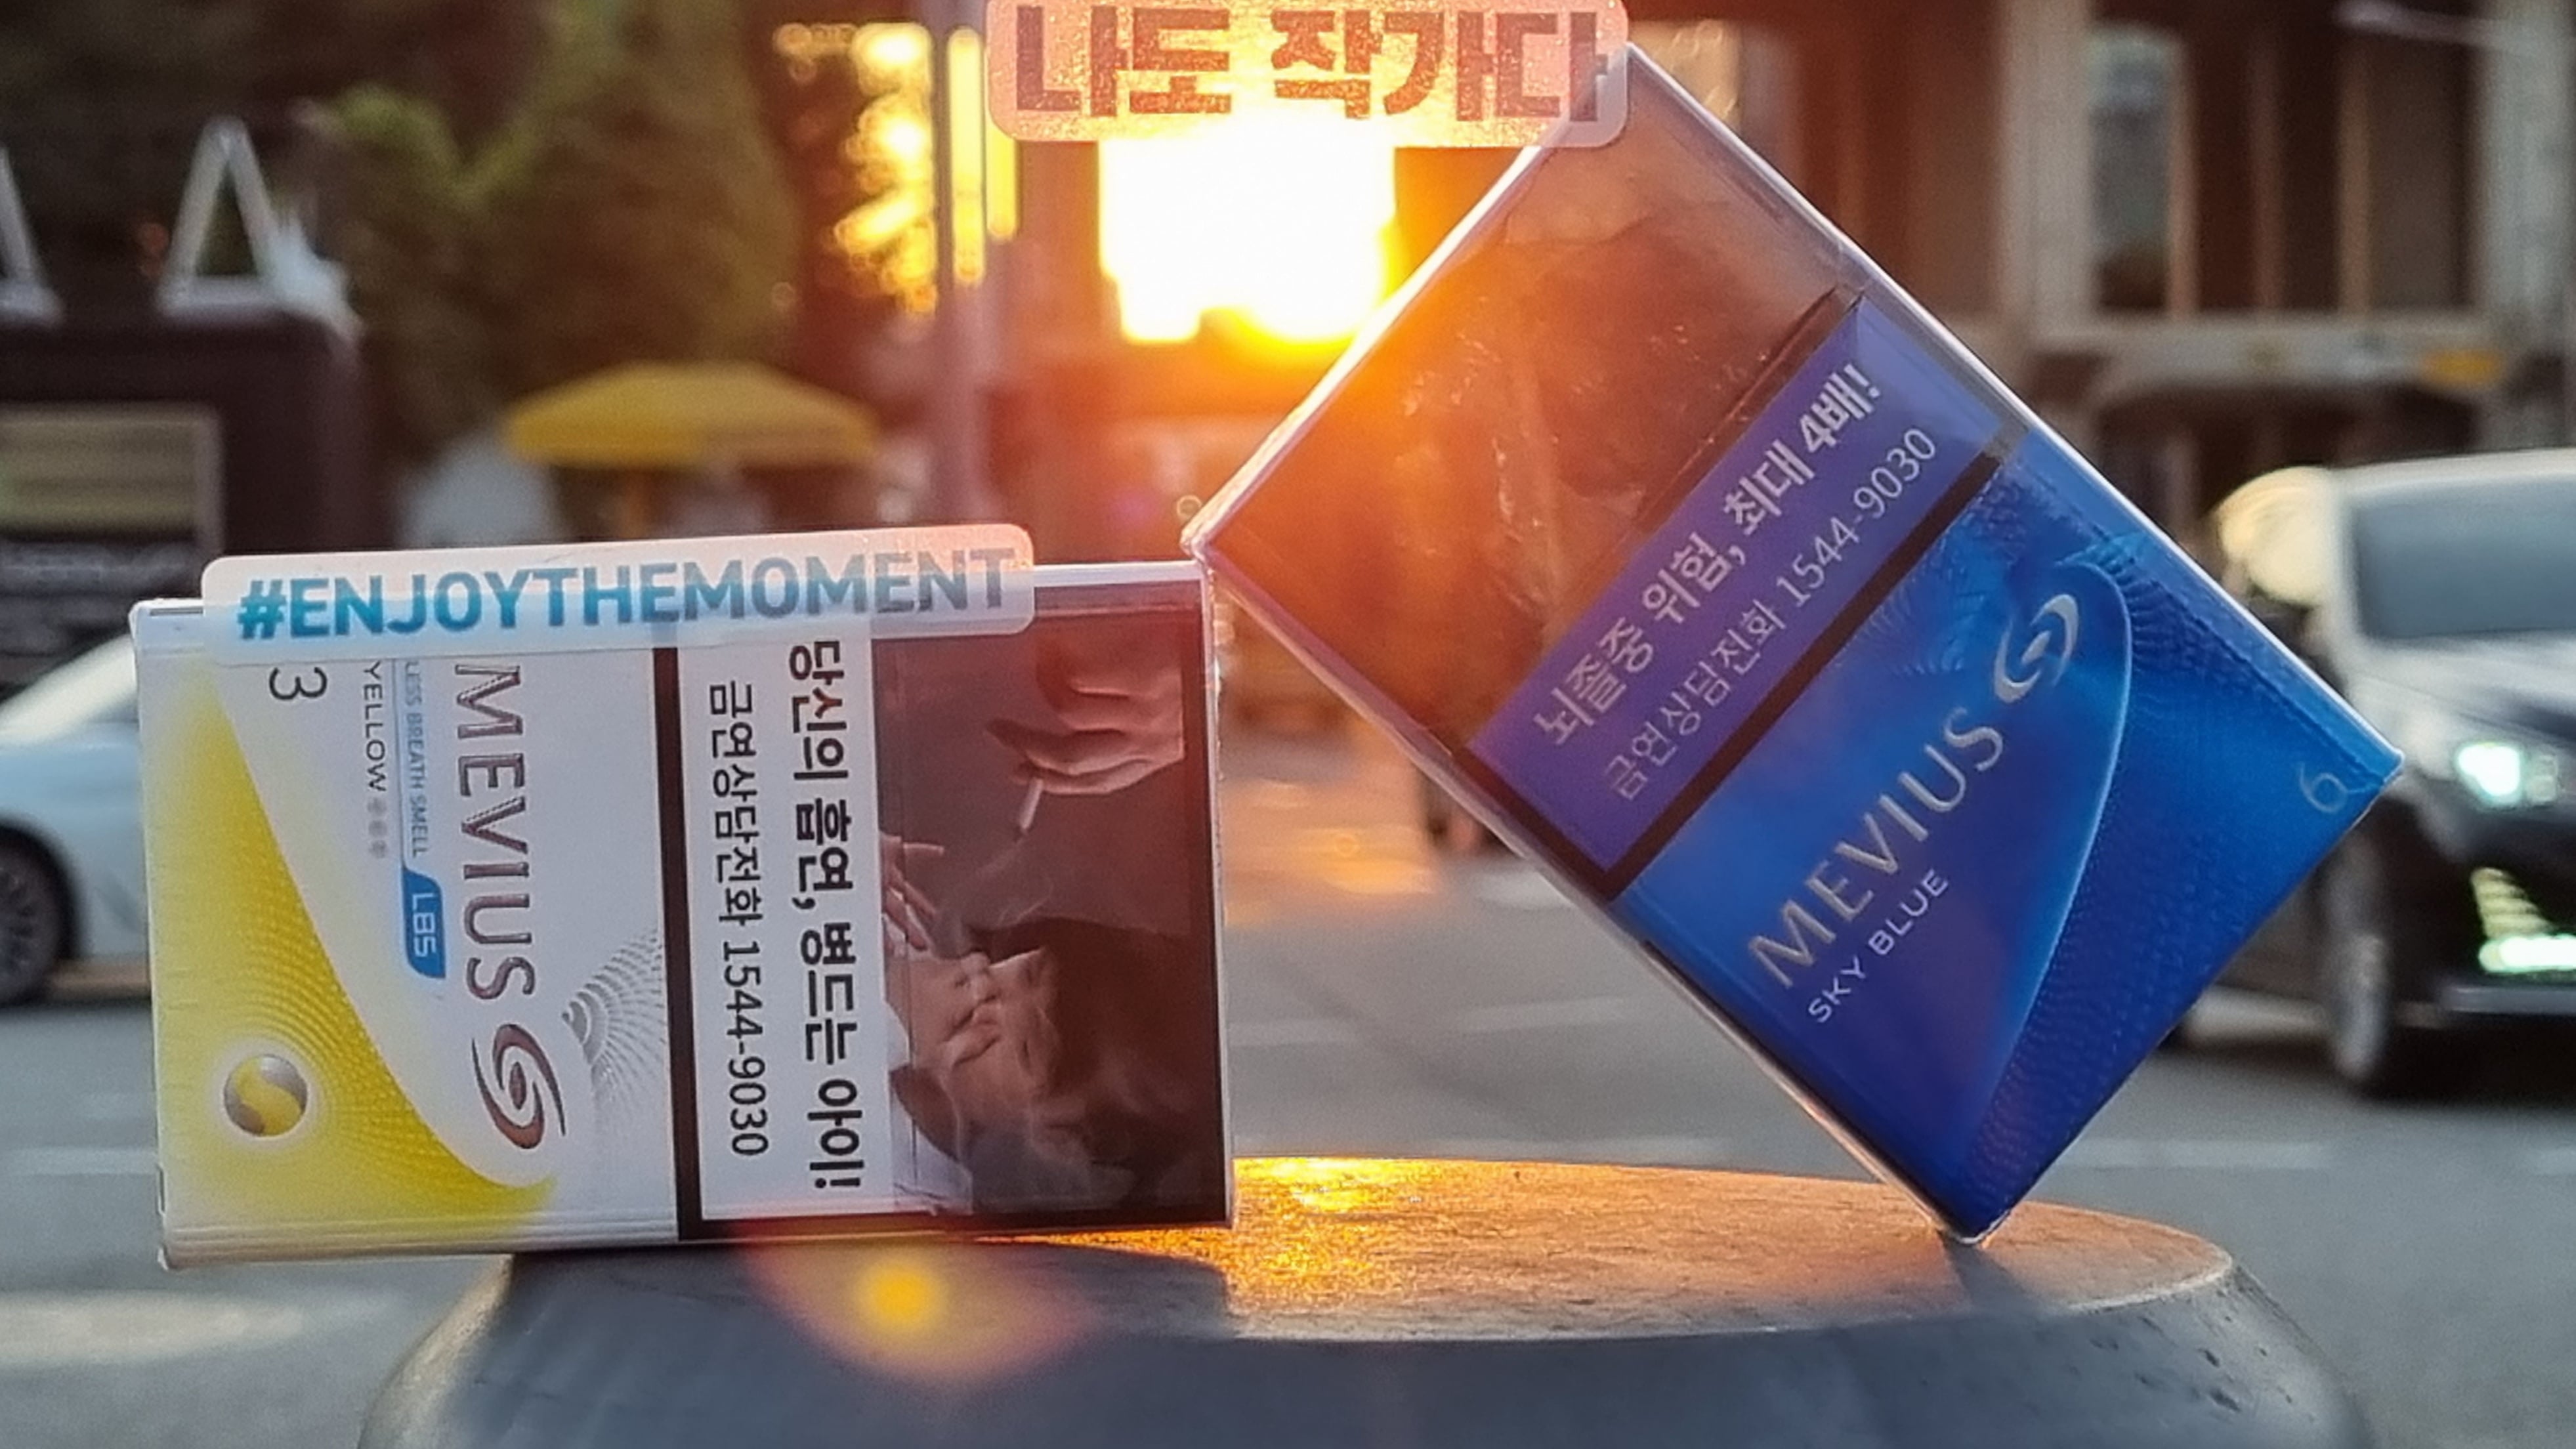 나도 작가다
#ENJOYTHEMOMENT
당신의 흡연, 병드는 아이!
금연상담전화 1544-9030
MEVIUS
LESS BREATH SMELL LBS
YELLOW
3
뇌졸중 위험, 최대 4배!
금연상담전화 1544-9030
MEVIUS
SKY BLUE
6